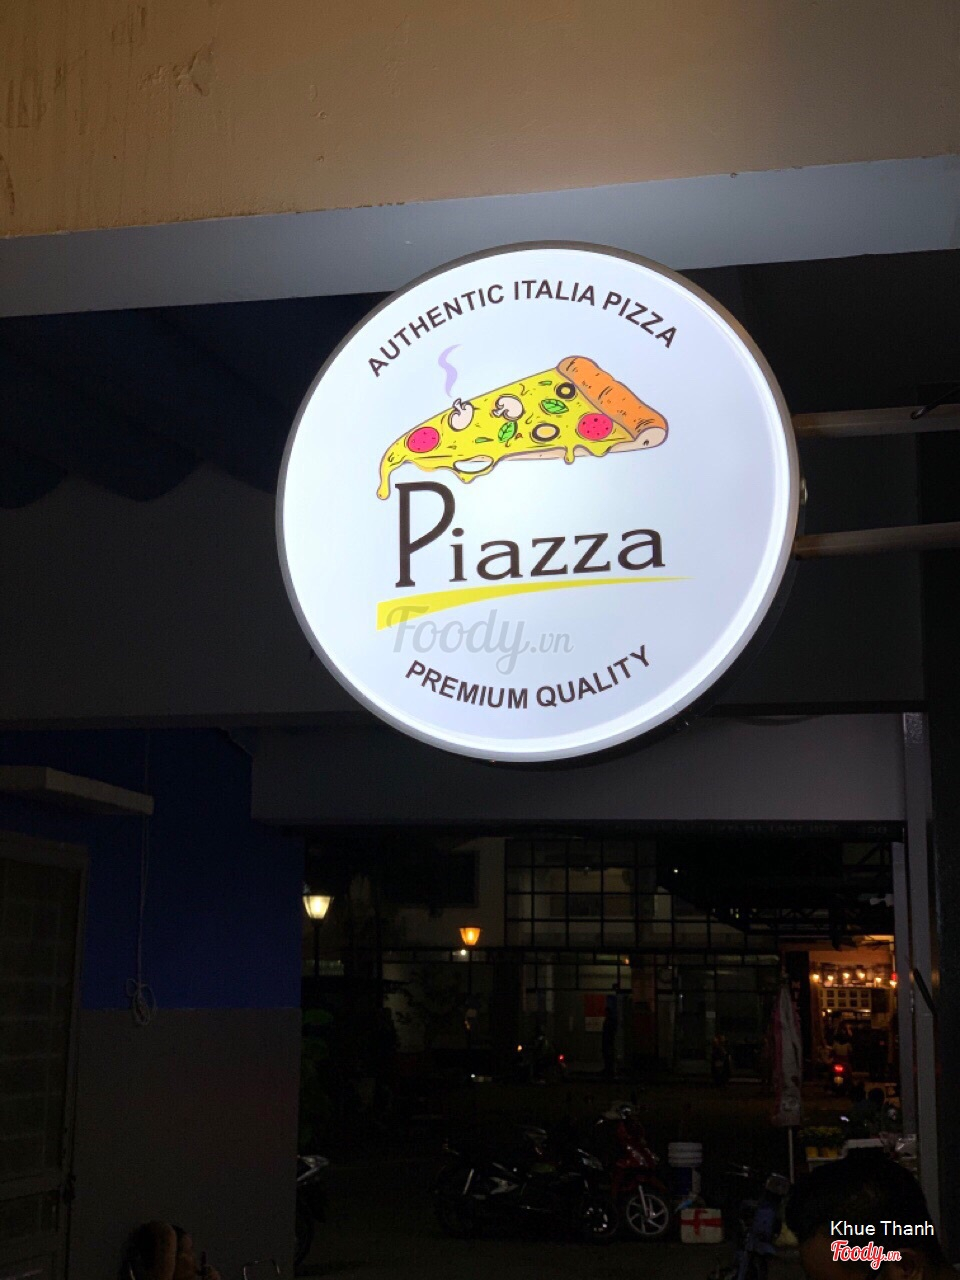 AUTHENTIC ITALIA PIZZA
Piazza
Foody.vn
PREMIUM QUALITY
Khue Thanh
Foody.vn